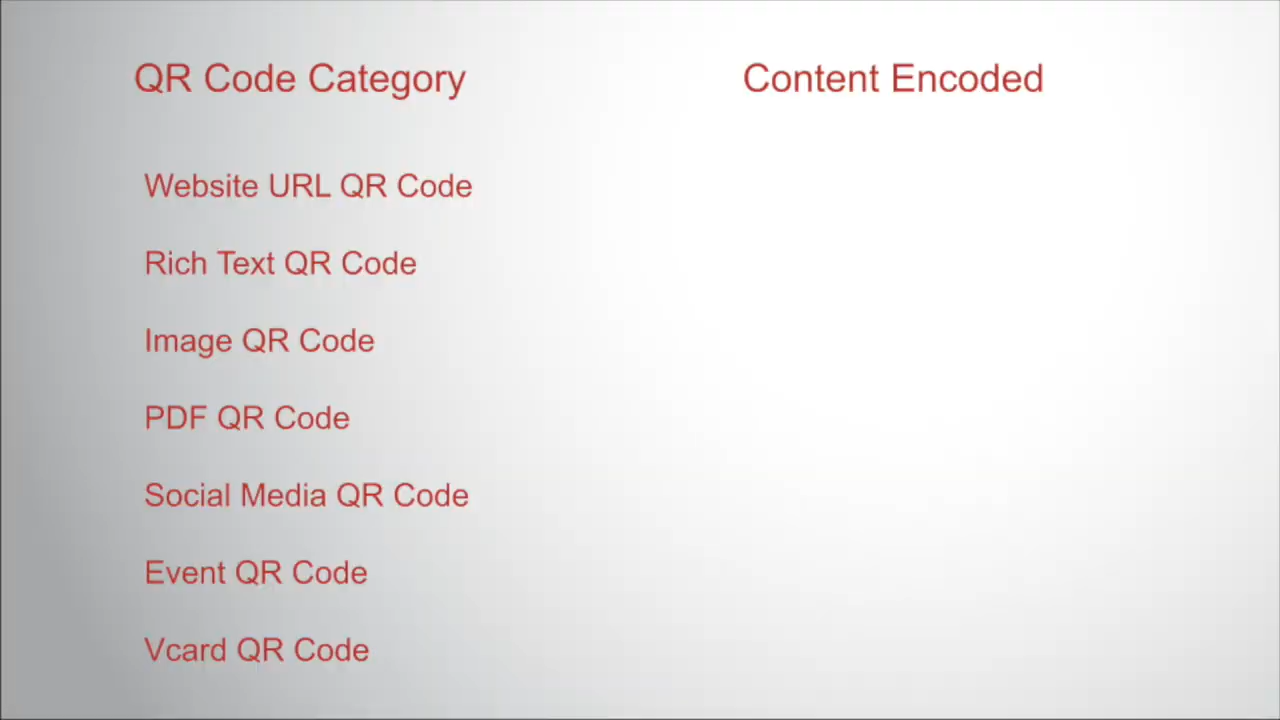 QR Code Category
Content Encoded
Website URL QR Code
Rich Text QR Code
Image QR Code
PDF QR Code
Social Media QR Code
Event QR Code
Vcard QR Code